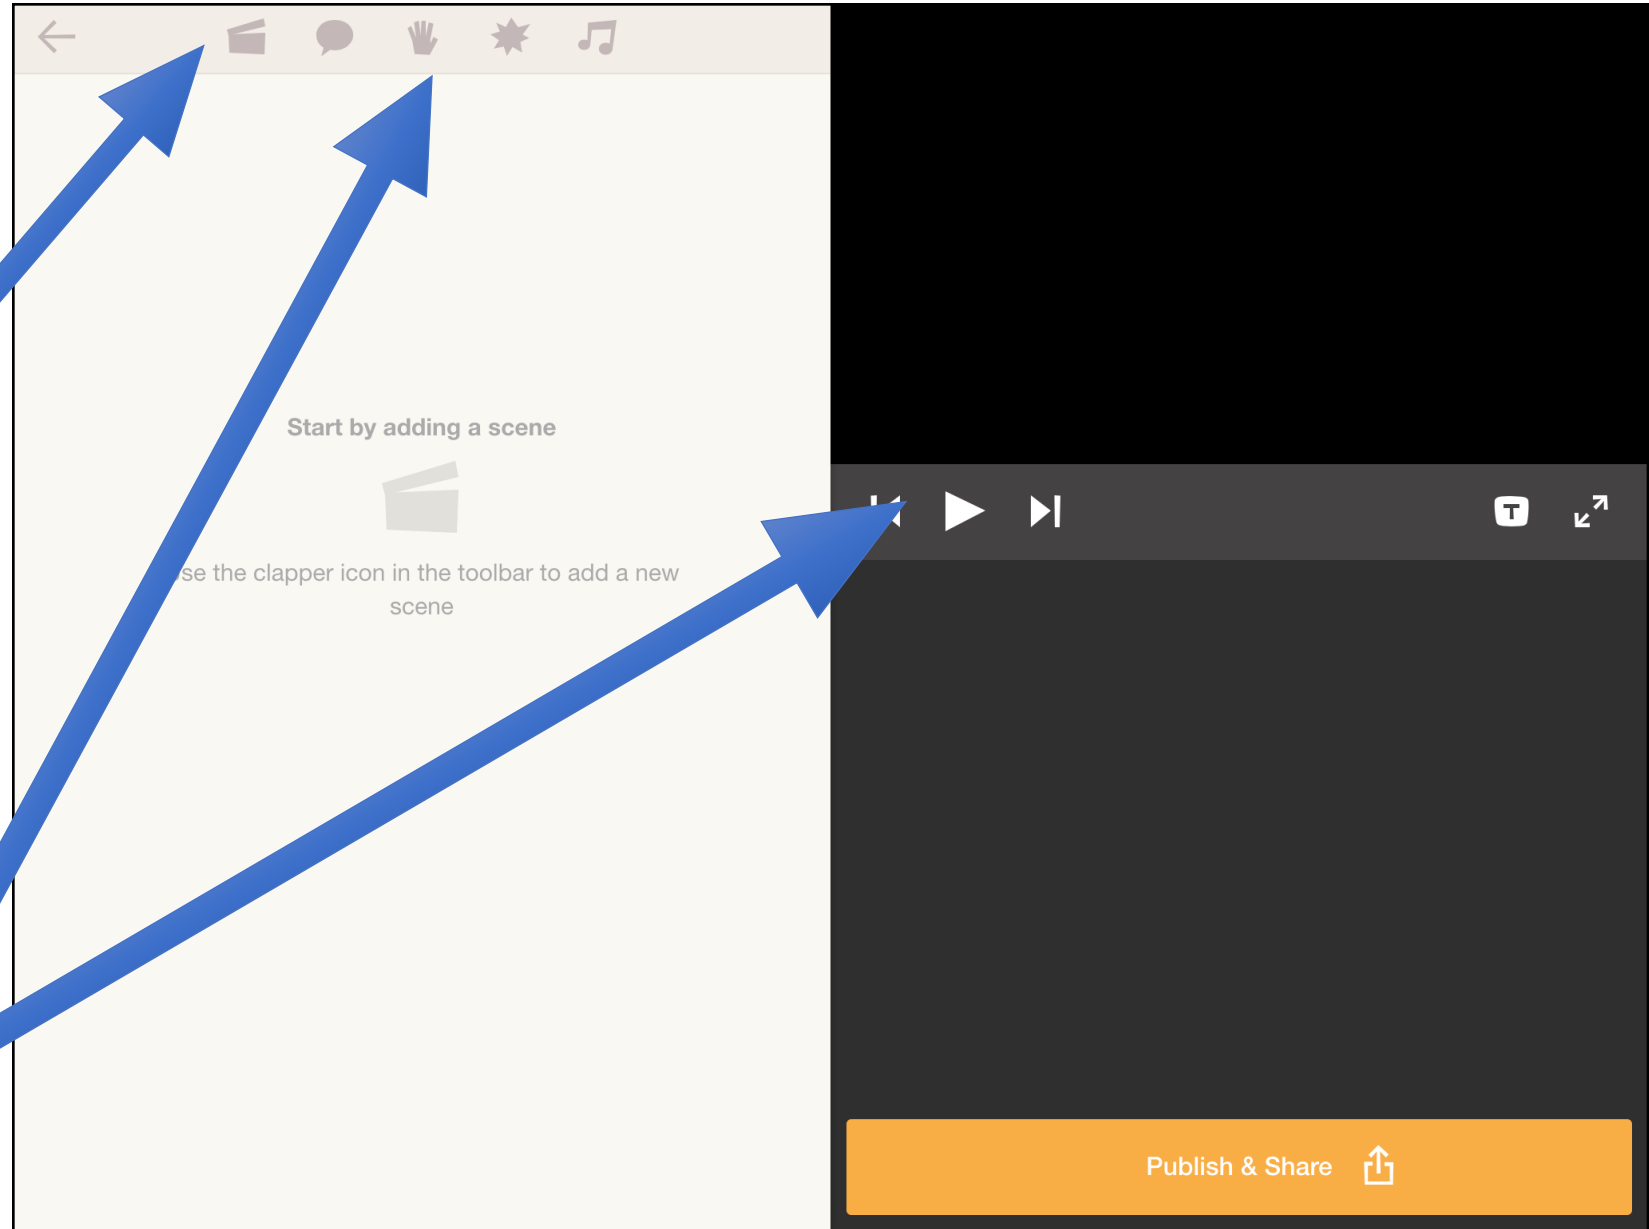 Start by adding a scene
se the clapper icon in the toolbar to add a new
scene
T
Publish & Share